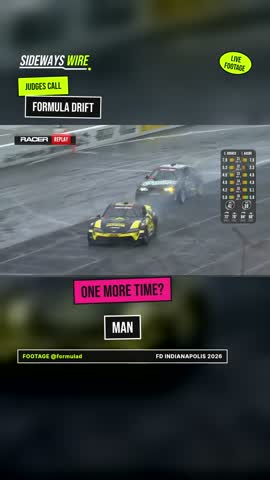 SIDEWAYS WIRE.
LIVE
FOOTAGE
JUDGES CALL
FORMULA DRIFT
RACER REPLAY
ONE MORE TIME?
MAN
FOOTAGE @formulad
FD INDIANAPOLIS 2026